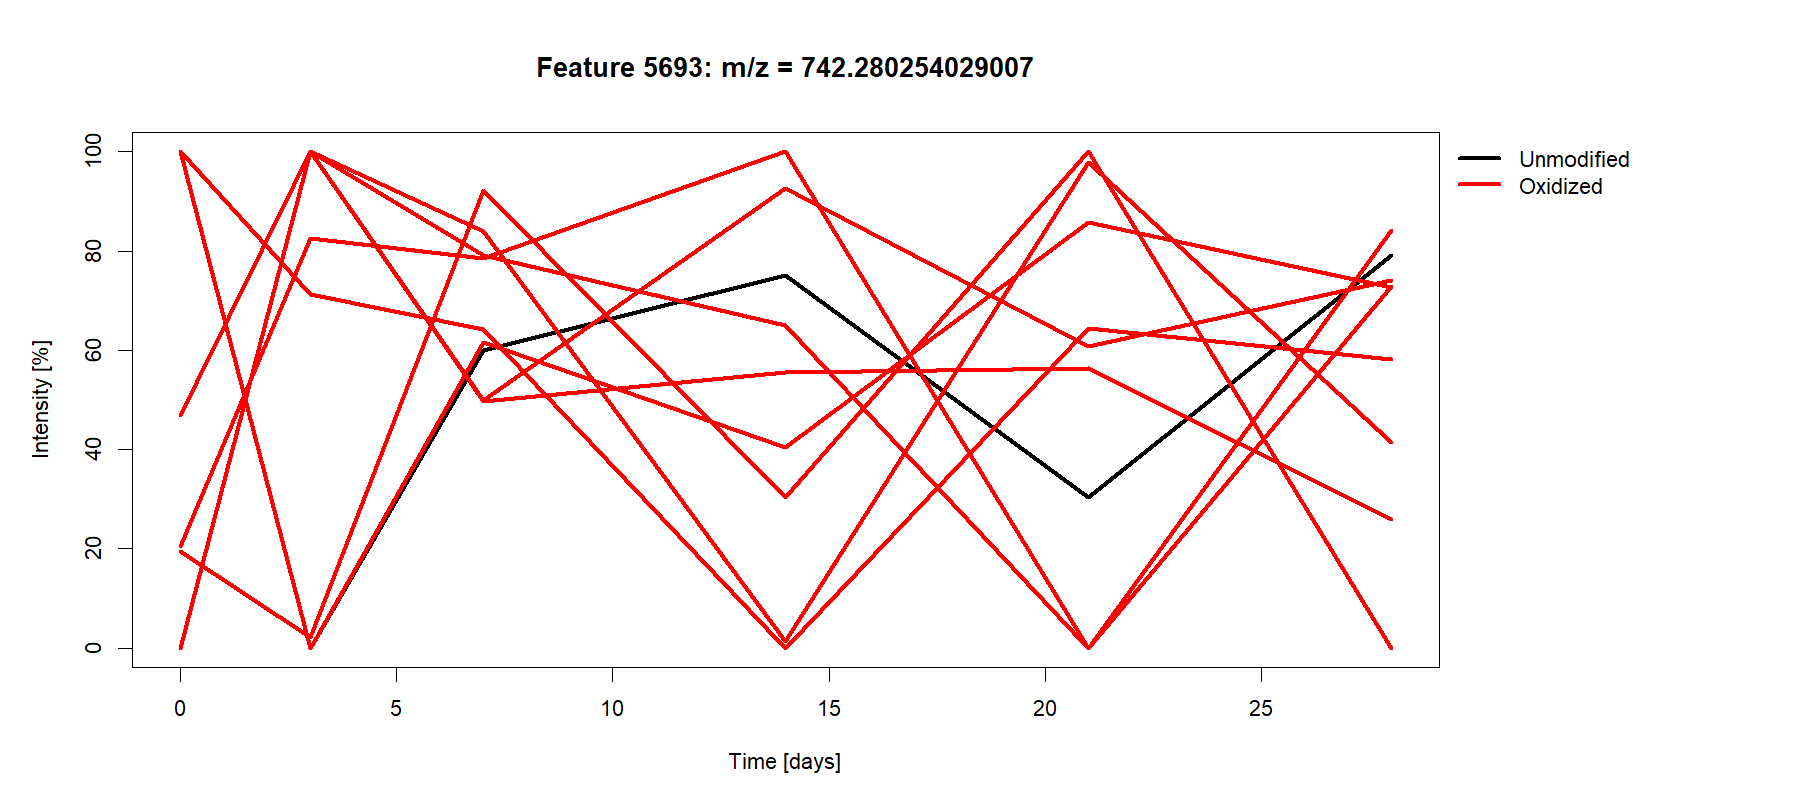 Feature 5693: m/z = 742.280254029007
Unmodified
Oxidized
Intensity [%]
100
80
60
40
20
0
0 5 10 15 20 25
Time [days]